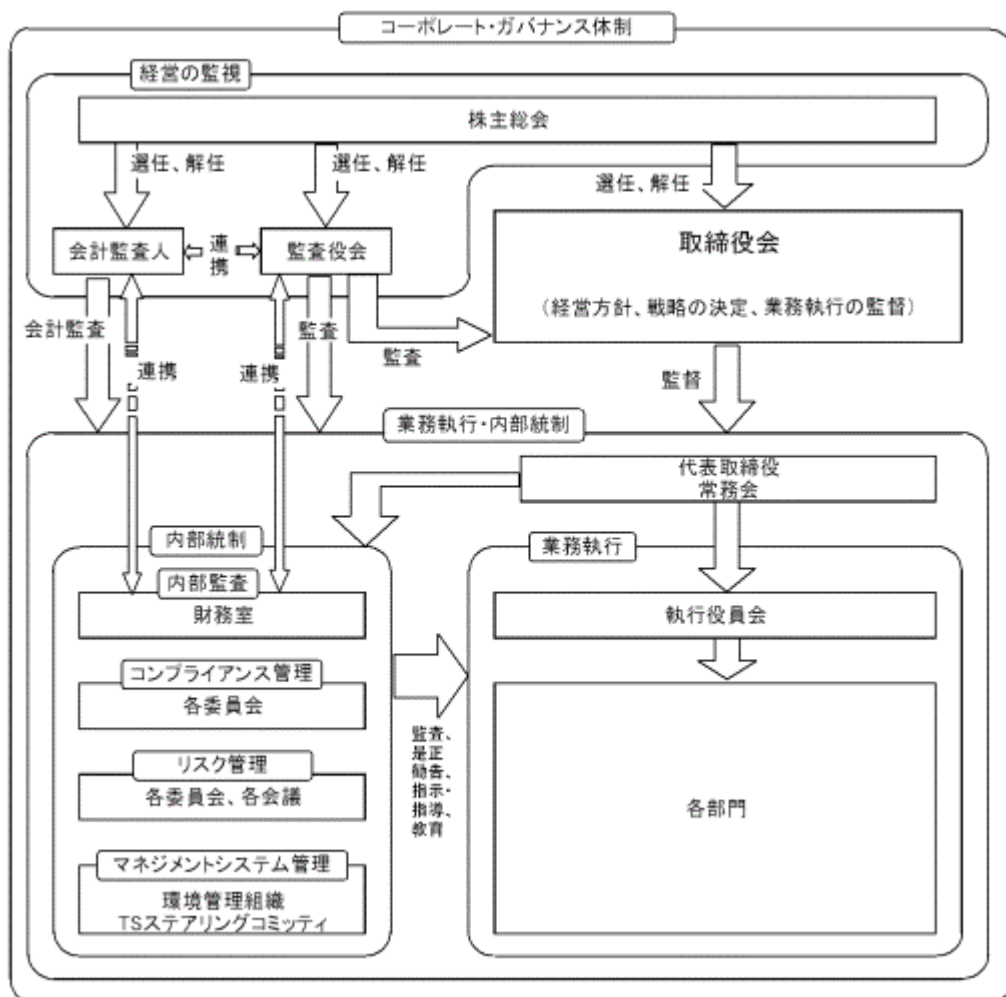 コーポレート・ガバナンス体制
経営の監視
株主総会
選任、解任
選任、解任
選任、解任
会計監査人
連
携
監査役会
取締役会
(経営方針、戦略の決定、業務執行の監督)
会計監査
連携
連携
監査
監査
監督
業務執行・内部統制
代表取締役
常務会
内部統制
業務執行
内部監査
財務室
執行役員会
コンプライアンス管理
各委員会
監査、
是正
勧告、
指示・
指導、
教育
リスク管理
各委員会、各会議
各部門
マネジメントシステム管理
環境管理組織
TSステアリングコミッティ